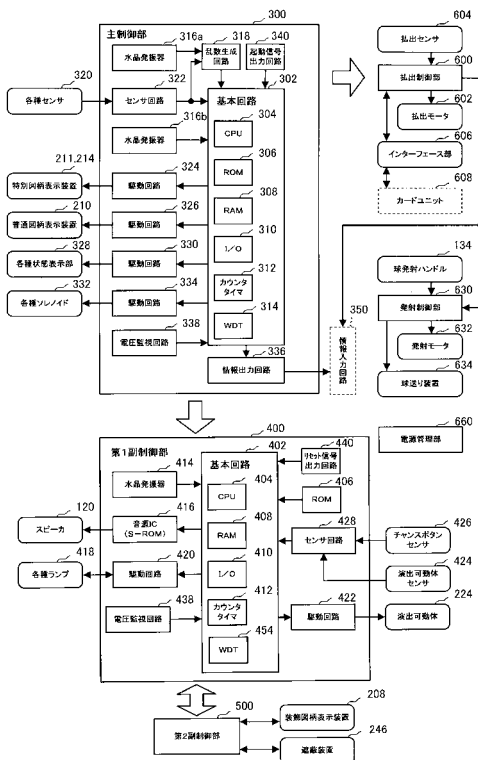 300
主制御部
316a
水晶発振器
318
乱数生成
回路
340
起動信号
出力回路
320
各種センサ
322
センサ回路
302
基本回路
316b
水晶発振器
304
CPU
306
ROM
308
RAM
310
I/O
312
カウンタ
タイマ
314
WDT
211,214
特別図柄表示装置
324
駆動回路
210
普通図柄表示装置
326
駆動回路
328
各種状態表示部
330
駆動回路
332
各種ソレノイド
334
駆動回路
338
電圧監視回路
336
情報出力回路
350
情報入力回路
604
払出センサ
600
払出制御部
602
払出モータ
606
インターフェース部
608
カードユニット
134
球発射ハンドル
630
発射制御部
632
発射モータ
634
球送り装置
660
電源管理部
400
第1副制御部
414
水晶発振器
402
基本回路
440
リセット信号
出力回路
404
CPU
406
ROM
120
スピーカ
416
音源IC
(S-ROM)
408
RAM
428
センサ回路
426
チャンスボタン
センサ
418
各種ランプ
420
駆動回路
410
I/O
424
演出可動体
センサ
412
カウンタ
タイマ
422
駆動回路
224
演出可動体
438
電圧監視回路
454
WDT
500
第2副制御部
208
装飾図柄表示装置
246
遮蔽装置